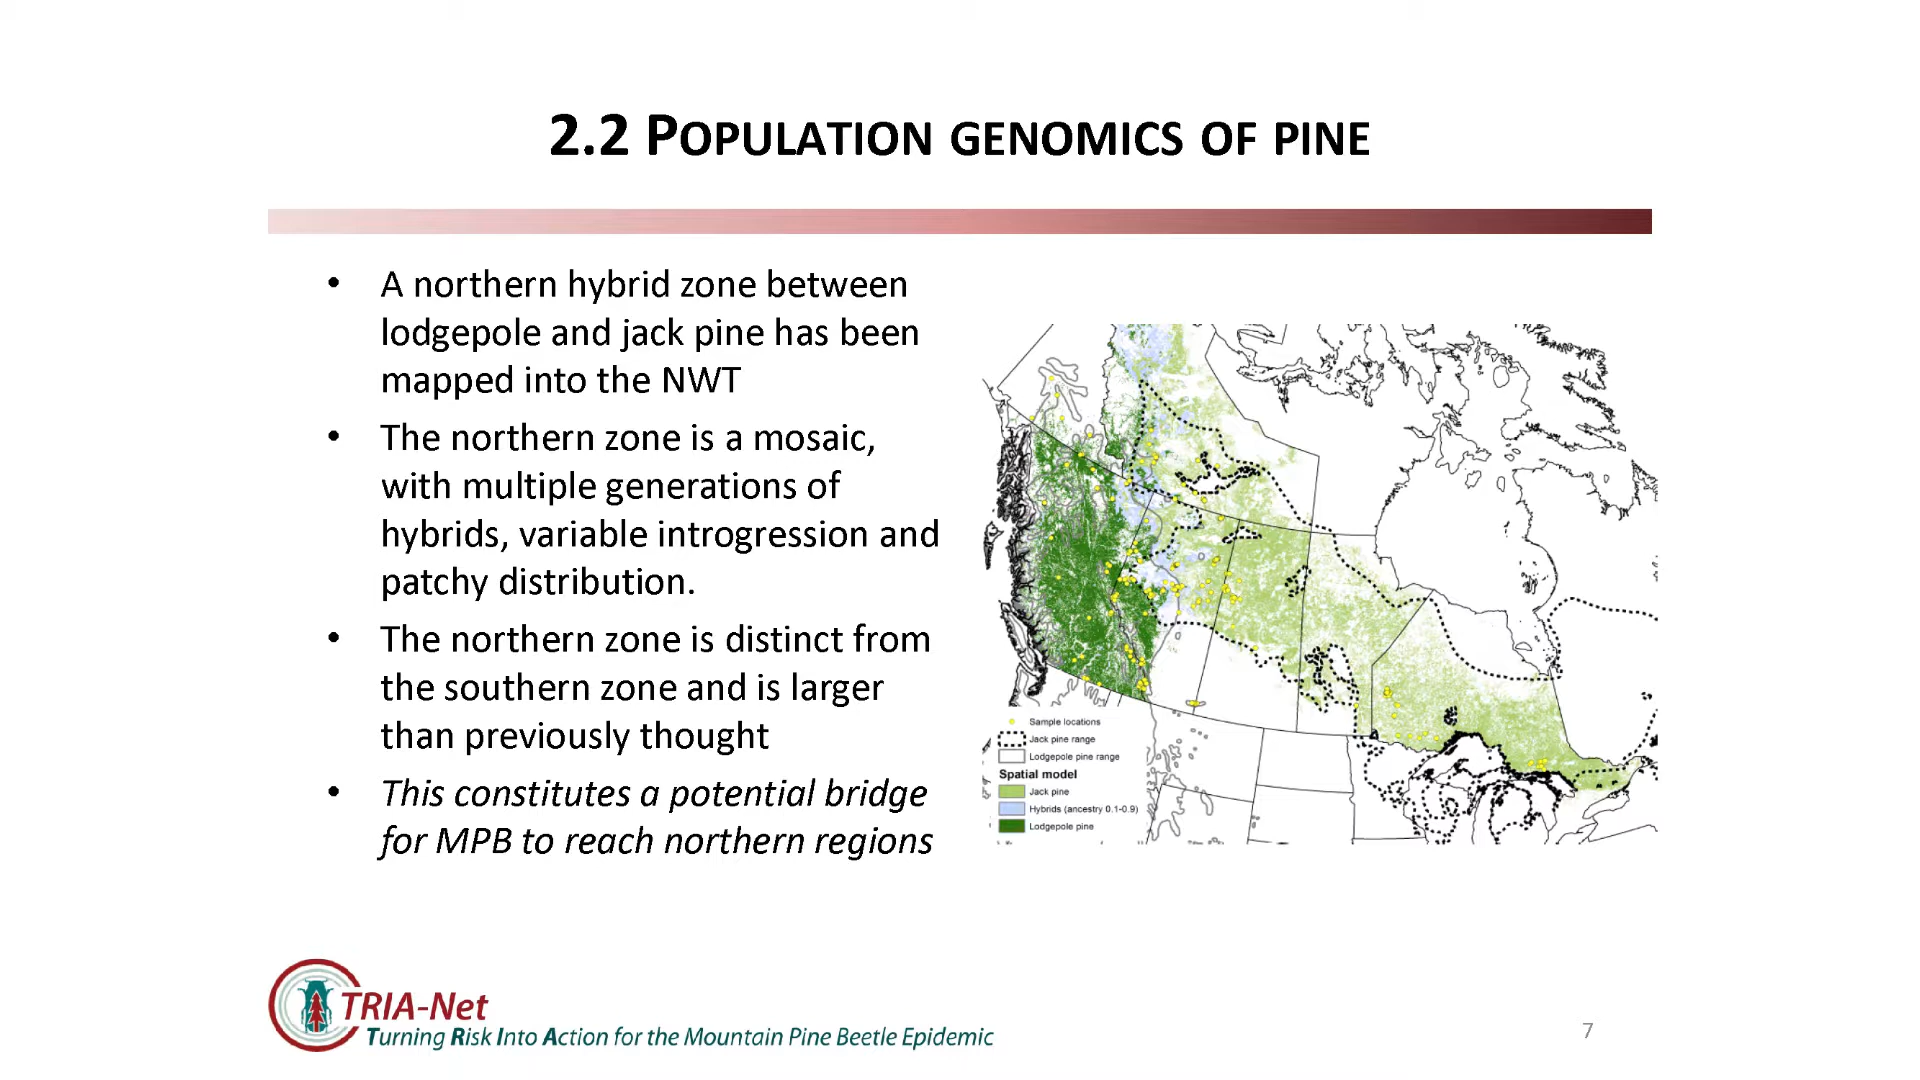 2.2 POPULATION GENOMICS OF PINE
• A northern hybrid zone between
lodgepole and jack pine has been
mapped into the NWT
• The northern zone is a mosaic,
with multiple generations of
hybrids, variable introgression and
patchy distribution.
• The northern zone is distinct from
the southern zone and is larger
than previously thought
• This constitutes a potential bridge
for MPB to reach northern regions
Sample locations
Jack pine range
Lodgepole pine range
Spatial model
Jack pine
Hybrids (ancestry 0.1-0.9)
Lodgepole pine
TRIA-Net
Turning Risk Into Action for the Mountain Pine Beetle Epidemic
7